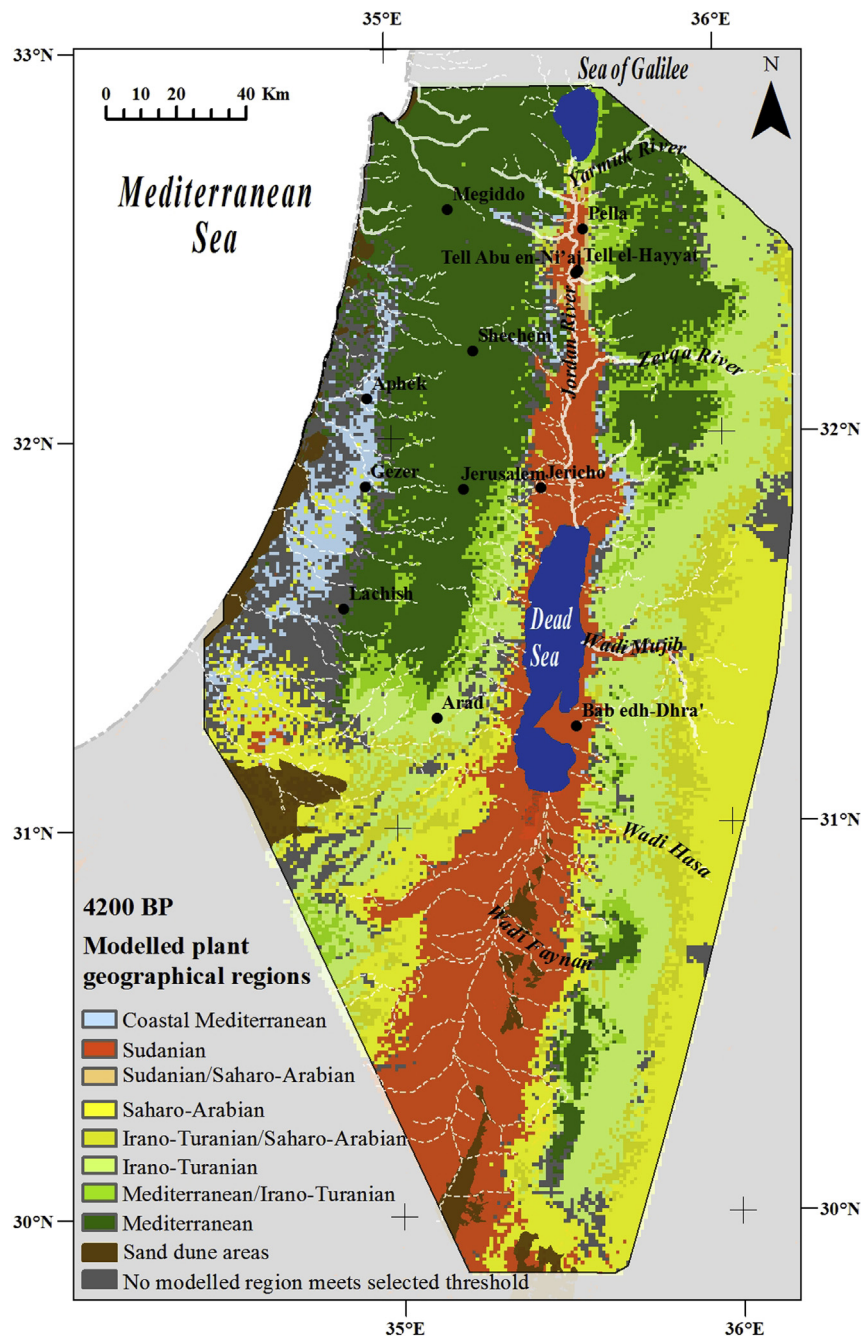 35°E
36°E
33°N
Sea of Galilee
N
0 10 20 40 Km
Yarmuk River
Mediterranean
Sea
Megiddo
Pella
Tell Abu en-Ni'aj
Tell el-Hayyat
Jordan River
Shechem
Zerqa River
Aphek
32°N
32°N
Gezer
Jerusalem
Jericho
Lachish
Dead
Sea
Wadi Mujib
Arad
Bab edh-Dhra'
31°N
31°N
Wadi Hasa
4200 BP
Modelled plant
geographical regions
Wadi Faynan
Coastal Mediterranean
Sudanian
Sudanian/Saharo-Arabian
Saharo-Arabian
Irano-Turanian/Saharo-Arabian
Irano-Turanian
Mediterranean/Irano-Turanian
Mediterranean
Sand dune areas
No modelled region meets selected threshold
30°N
30°N
35°E
36°E